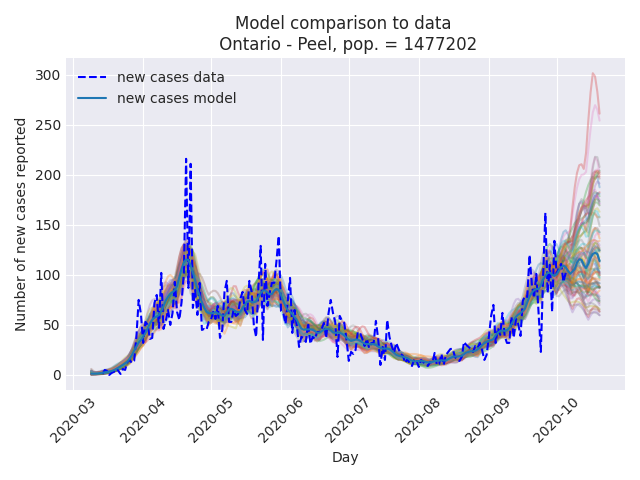 Model comparison to data
Ontario - Peel, pop. = 1477202
new cases data
new cases model
Number of new cases reported
300
250
200
150
100
50
0
2020-03
2020-04
2020-05
2020-06
2020-07
2020-08
2020-09
2020-10
Day